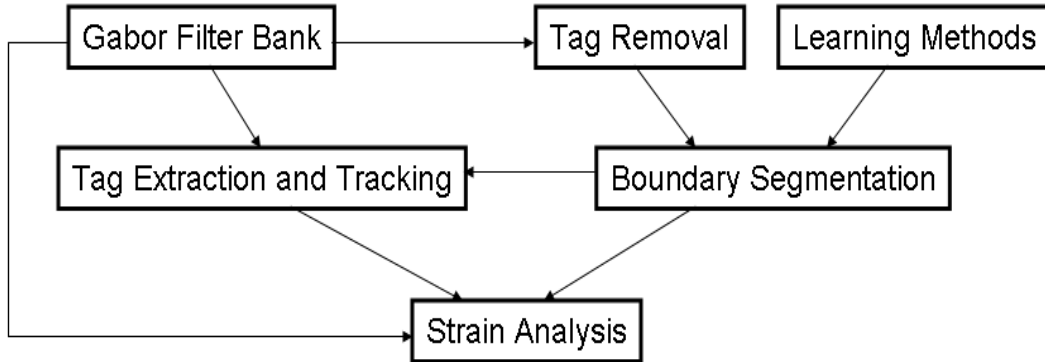 Gabor Filter Bank
Tag Removal
Learning Methods
Tag Extraction and Tracking
Boundary Segmentation
Strain Analysis